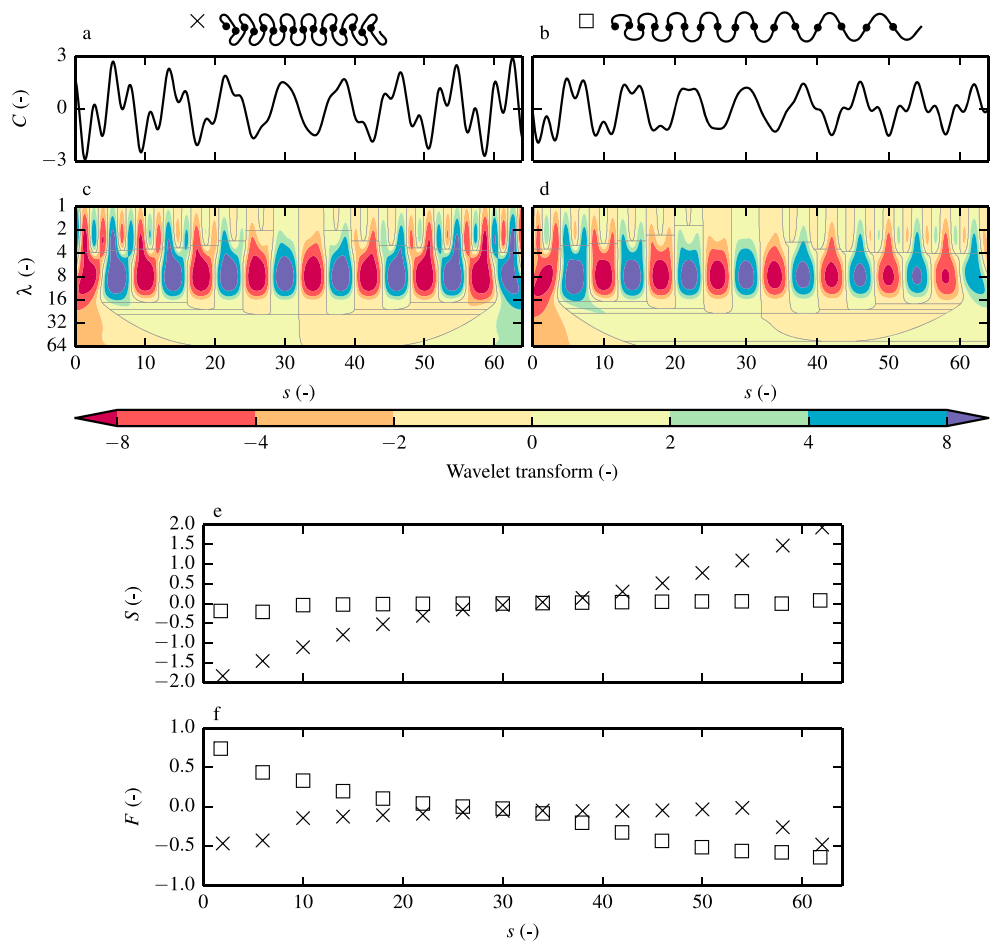 a
b
3
0
−3
C (-)
c
d
1
2
4
8
16
32
64
λ (-)
0 10 20 30 40 50 60
0 10 20 30 40 50 60
s (-)
s (-)
−8 −4 −2 0 2 4 8
Wavelet transform (-)
e
2.0
1.5
1.0
0.5
0.0
−0.5
−1.0
−1.5
−2.0
S (-)
f
1.0
0.5
0.0
−0.5
−1.0
F (-)
0 10 20 30 40 50 60
s (-)